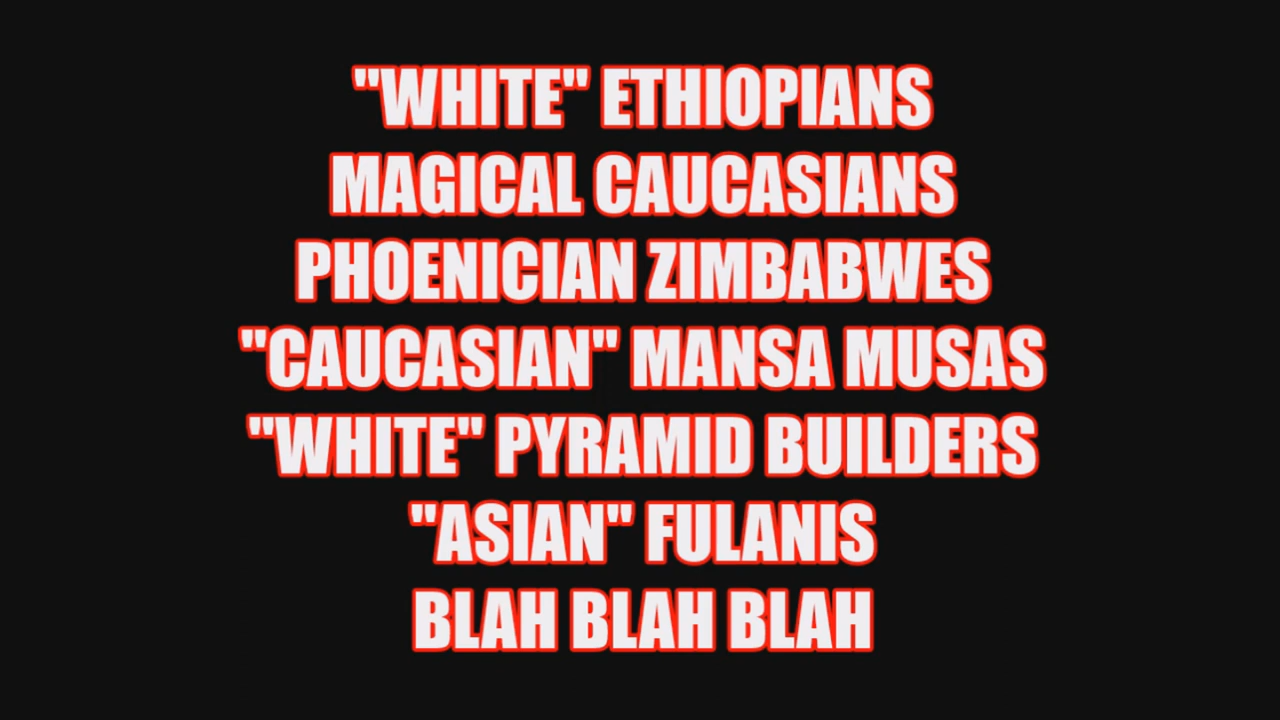 "WHITE" ETHIOPIANS
MAGICAL CAUCASIANS
PHOENICIAN ZIMBABWES
"CAUCASIAN" MANSA MUSAS
"WHITE" PYRAMID BUILDERS
"ASIAN" FULANIS
BLAH BLAH BLAH